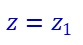 z = z₁